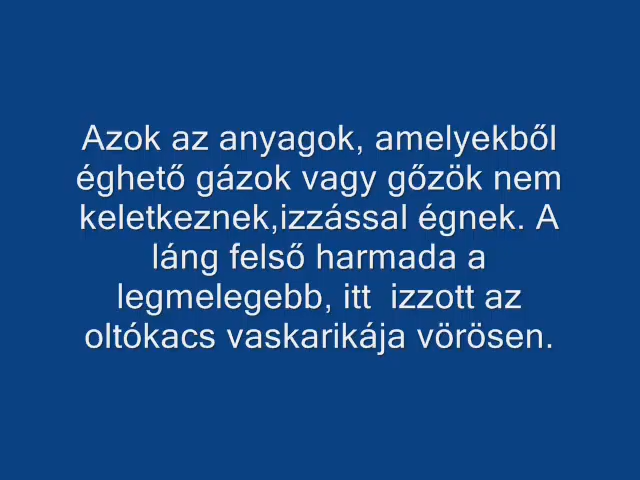 Azok az anyagok, amelyekből
éghető gázok vagy gőzök nem
keletkeznek,izzással égnek. A
láng felső harmada a
legmelegebb, itt  izzott az
oltókacs vaskarikája vörösen.